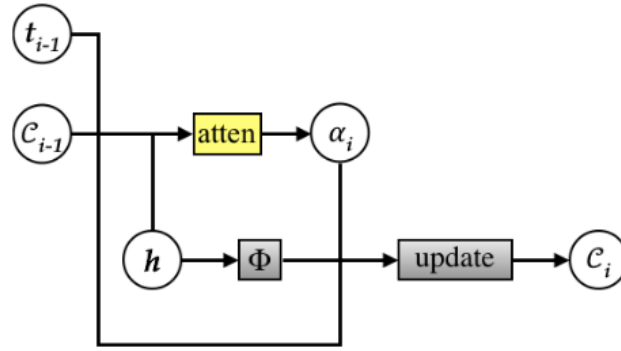 t_{i-1}
C_{i-1} atten α_i
h Φ update C_i